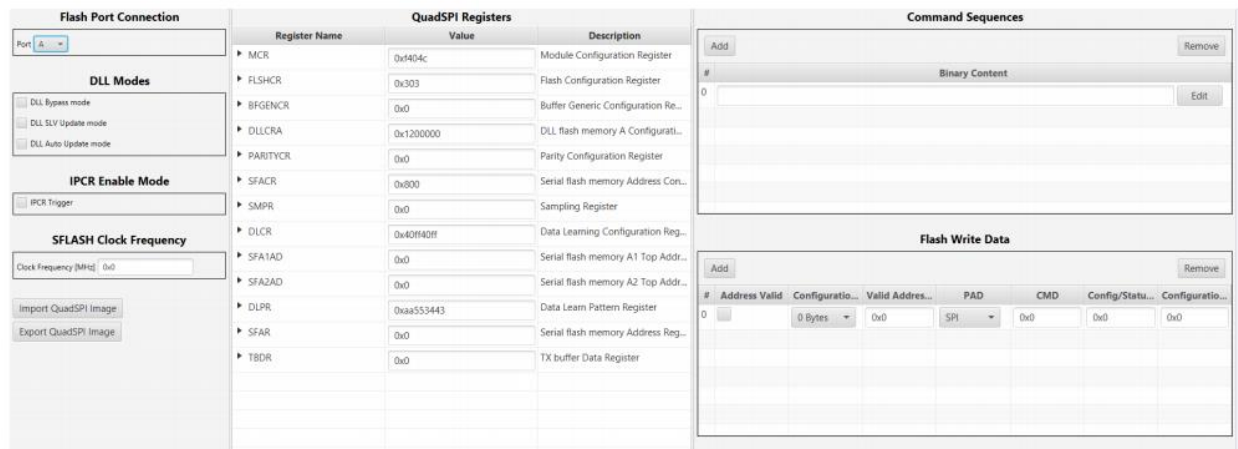 Flash Port Connection
Port A
DLL Modes
DLL Bypass mode
DLL SLV Update mode
DLL Auto Update mode
IPCR Enable Mode
IPCR Trigger
SFLASH Clock Frequency
Clock Frequency [MHz] 0x0
Import QuadSPI Image
Export QuadSPI Image
QuadSPI Registers
Register Name Value Description
MCR 0xf404c Module Configuration Register
FLSHCR 0x303 Flash Configuration Register
BFGENCR 0x0 Buffer Generic Configuration Re...
DLLCRA 0x1200000 DLL flash memory A Configurati...
PARITYCR 0x0 Parity Configuration Register
SFACR 0x800 Serial flash memory Address Con...
SMPR 0x0 Sampling Register
DLCR 0x40ff40ff Data Learning Configuration Reg...
SFA1AD 0x0 Serial flash memory A1 Top Addr...
SFA2AD 0x0 Serial flash memory A2 Top Addr...
DLPR 0xaa553443 Data Learn Pattern Register
SFAR 0x0 Serial flash memory Address Reg...
TBDR 0x0 TX buffer Data Register
Command Sequences
Add Remove
# Binary Content
0 Edit
Flash Write Data
Add Remove
# Address Valid Configuratio... Valid Addres... PAD CMD Config/Statu... Configuratio...
0 0 Bytes 0x0 SPI 0x0 0x0 0x0